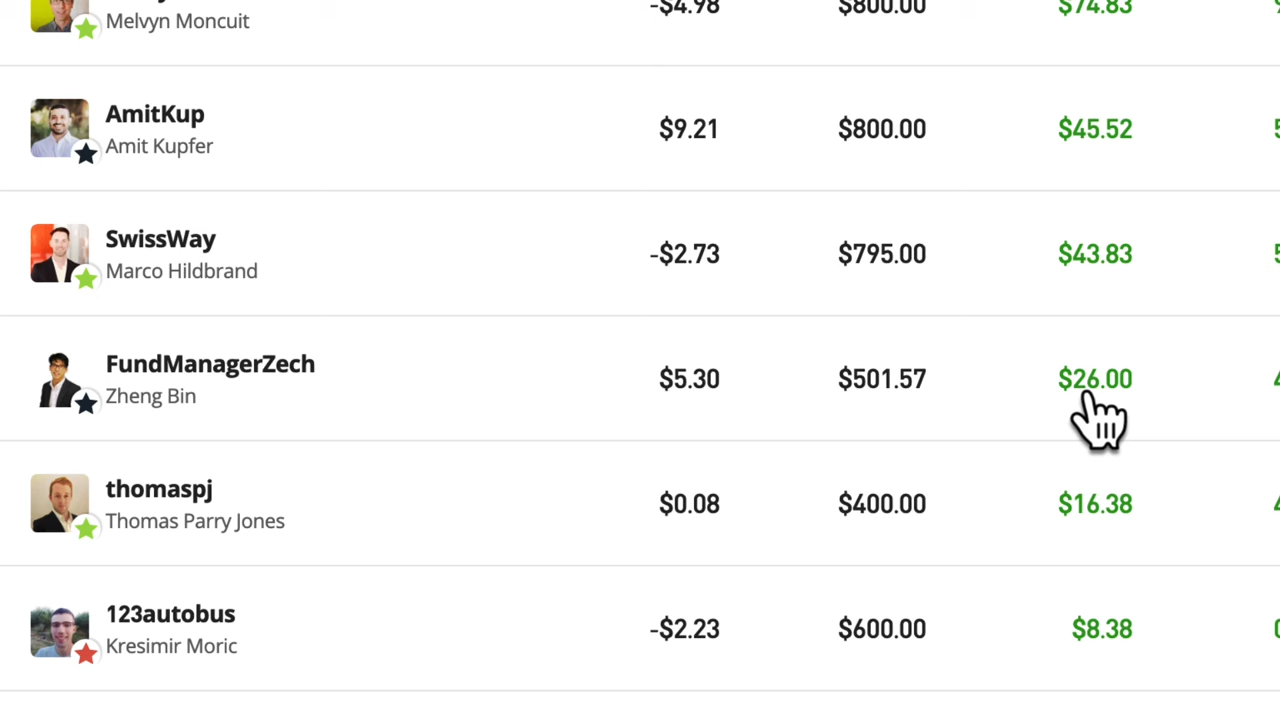 Melvyn Moncuit -$4.98 $800.00 $74.83
AmitKup
Amit Kupfer
$9.21 $800.00 $45.52
SwissWay
Marco Hildbrand
-$2.73 $795.00 $43.83
FundManagerZech
Zheng Bin
$5.30 $501.57 $26.00
thomaspj
Thomas Parry Jones
$0.08 $400.00 $16.38
123autobus
Kresimir Moric
-$2.23 $600.00 $8.38